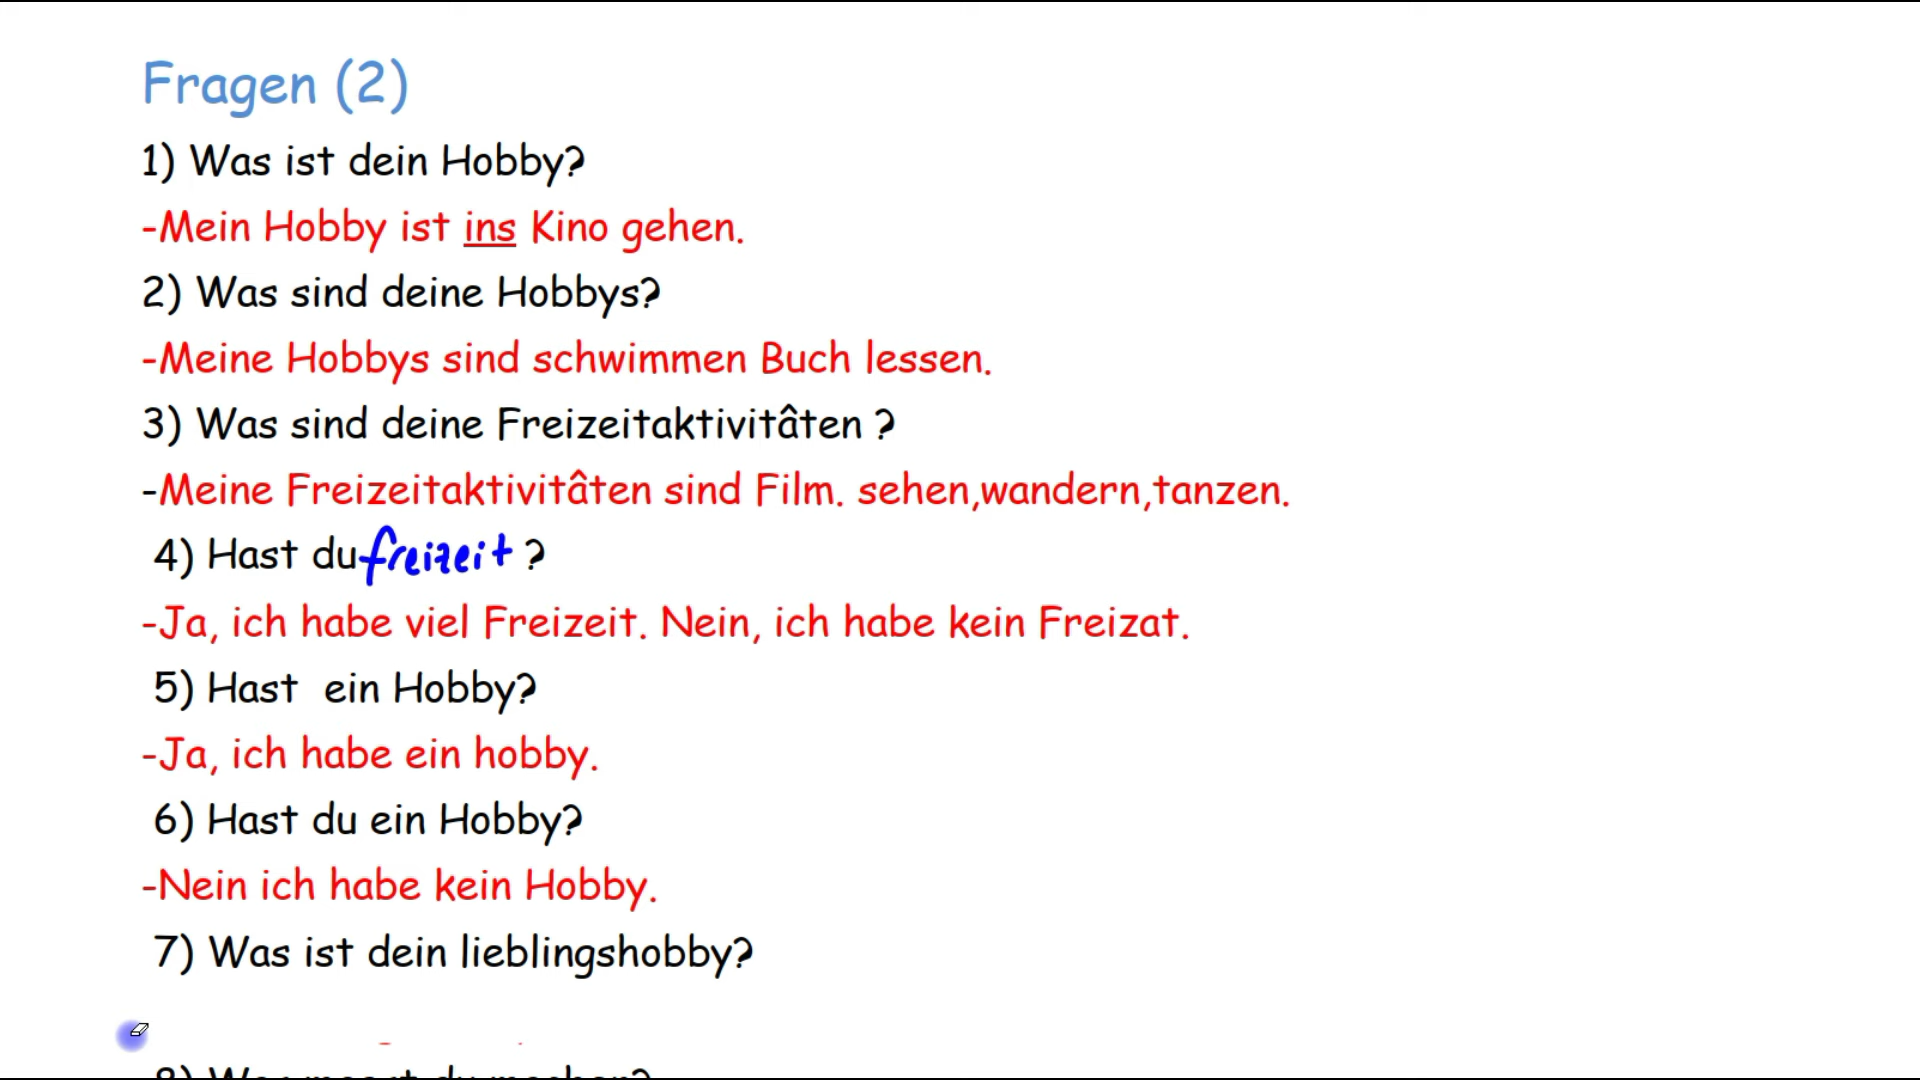 Fragen (2)
1) Was ist dein Hobby?
-Mein Hobby ist ins Kino gehen.
2) Was sind deine Hobbys?
-Meine Hobbys sind schwimmen Buch lessen.
3) Was sind deine Freizeitaktivitâten ?
-Meine Freizeitaktivitâten sind Film. sehen,wandern,tanzen.
4) Hast du freizeit ?
-Ja, ich habe viel Freizeit. Nein, ich habe kein Freizat.
5) Hast  ein Hobby?
-Ja, ich habe ein hobby.
6) Hast du ein Hobby?
-Nein ich habe kein Hobby.
7) Was ist dein lieblingshobby?
8) du